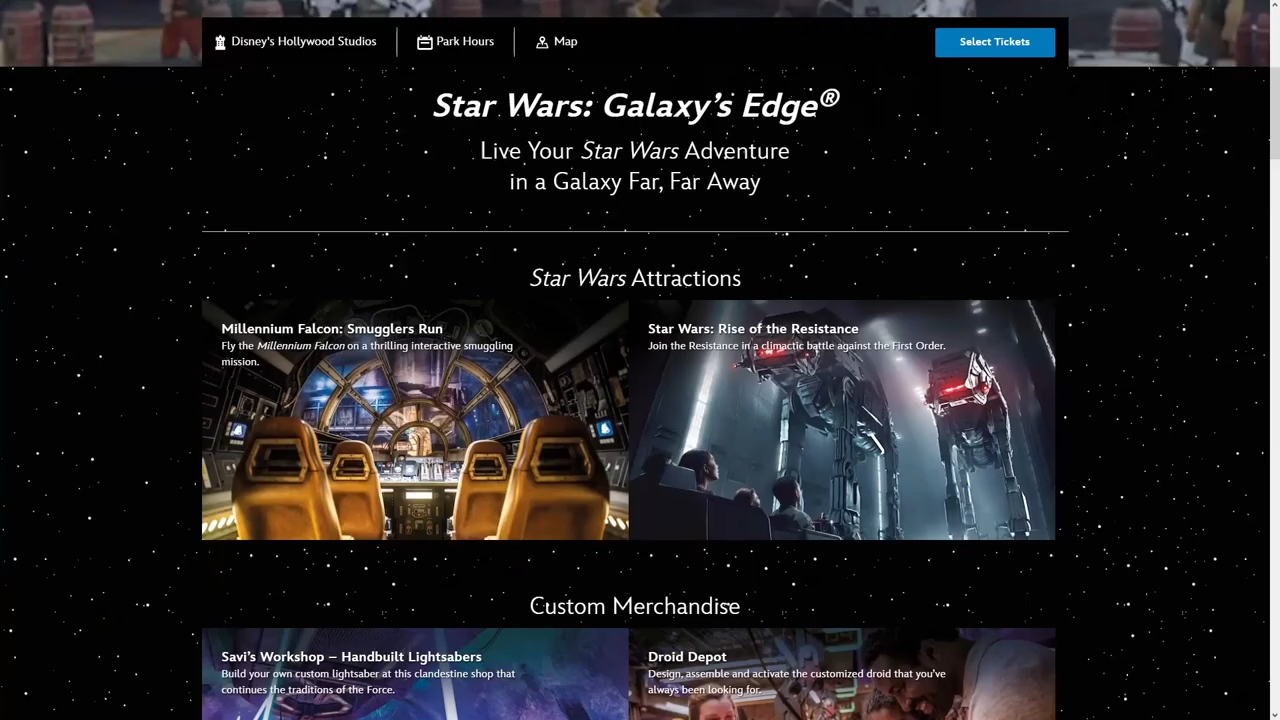 Disney's Hollywood Studios
Park Hours
Map
Select Tickets
Star Wars: Galaxy's Edge®
Live Your Star Wars Adventure
in a Galaxy Far, Far Away
Star Wars Attractions
Millennium Falcon: Smugglers Run
Fly the Millennium Falcon on a thrilling interactive smuggling
mission.
Star Wars: Rise of the Resistance
Join the Resistance in a climactic battle against the First Order.
Custom Merchandise
Savi's Workshop – Handbuilt Lightsabers
Build your own custom lightsaber at this clandestine shop that
continues the traditions of the Force.
Droid Depot
Design, assemble and activate the customized droid that you've
always been looking for.